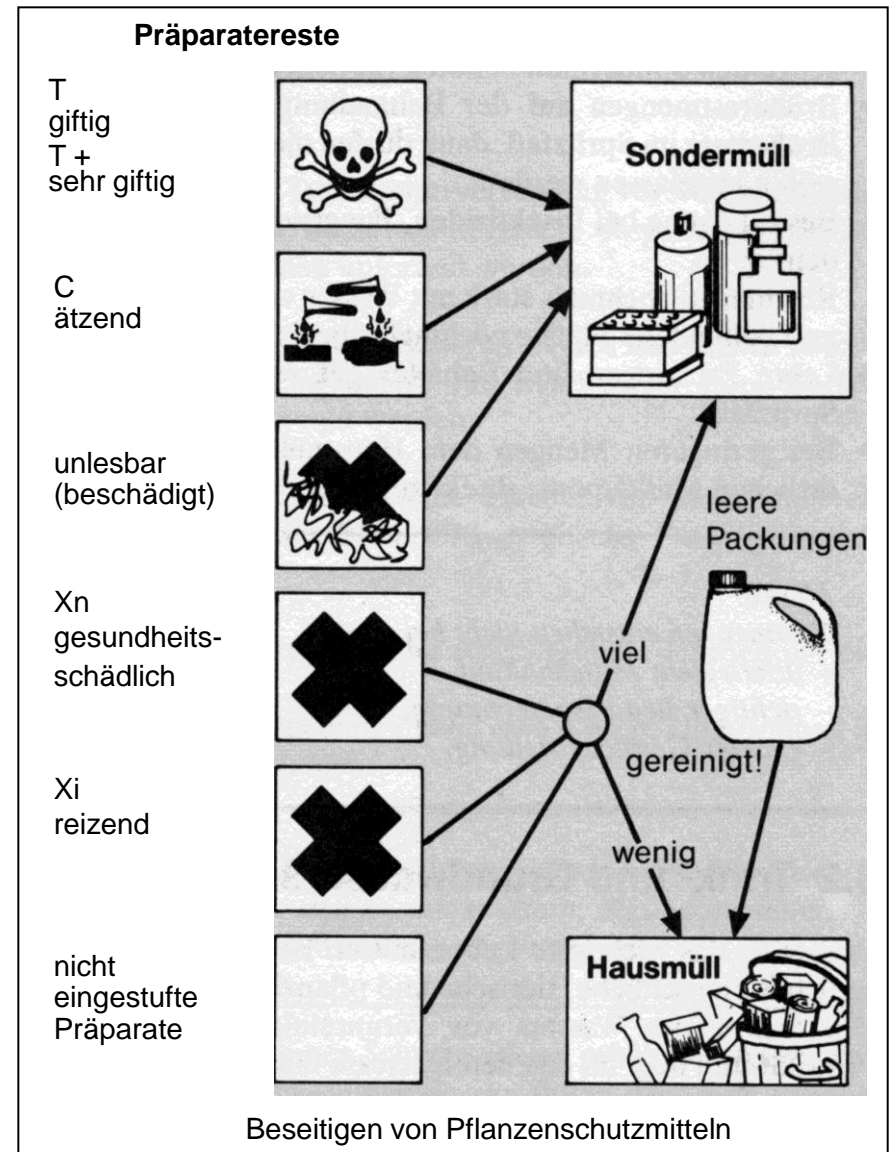 Präparatereste
T
giftig
T +
sehr giftig
Sondermüll
C
ätzend
unlesbar
(beschädigt)
leere
Packungen
Xn
gesundheits-
schädlich
viel
gereinigt!
Xi
reizend
wenig
nicht
eingestufte
Präparate
Hausmüll
Beseitigen von Pflanzenschutzmitteln